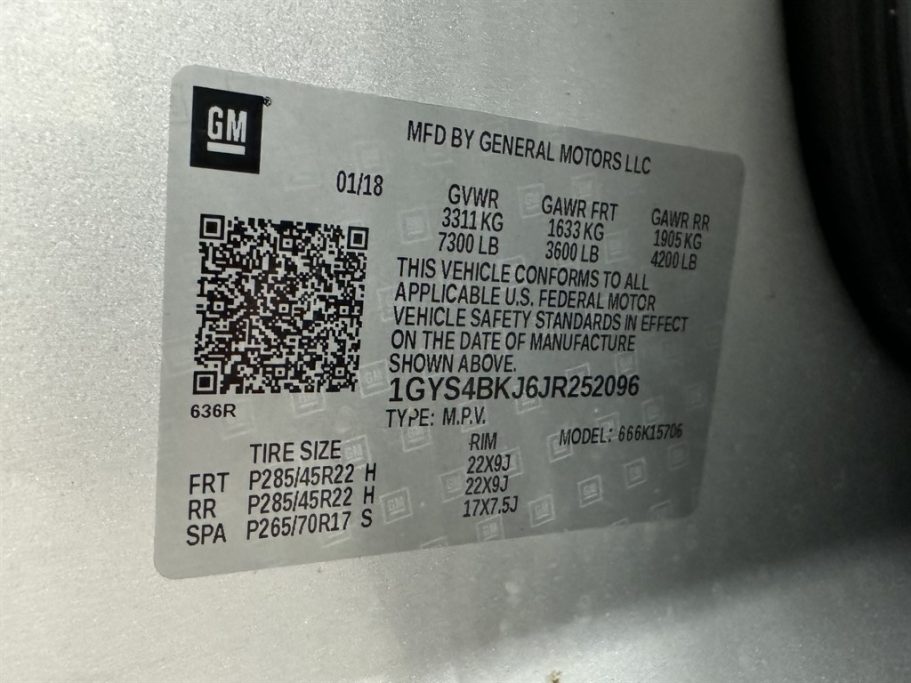 GM
MFD BY GENERAL MOTORS LLC
01/18
GVWR GAWR FRT GAWR RR
3311 KG 1633 KG 1905 KG
7300 LB 3600 LB 4200 LB
THIS VEHICLE CONFORMS TO ALL
APPLICABLE U.S. FEDERAL MOTOR
VEHICLE SAFETY STANDARDS IN EFFECT
ON THE DATE OF MANUFACTURE
SHOWN ABOVE.
1GYS4BKJ6JR252096
636R
TYPE: M.P.V. MODEL: 666K15706
TIRE SIZE RIM
FRT P285/45R22 H 22X9J
RR P285/45R22 H 22X9J
SPA P265/70R17 S 17X7.5J